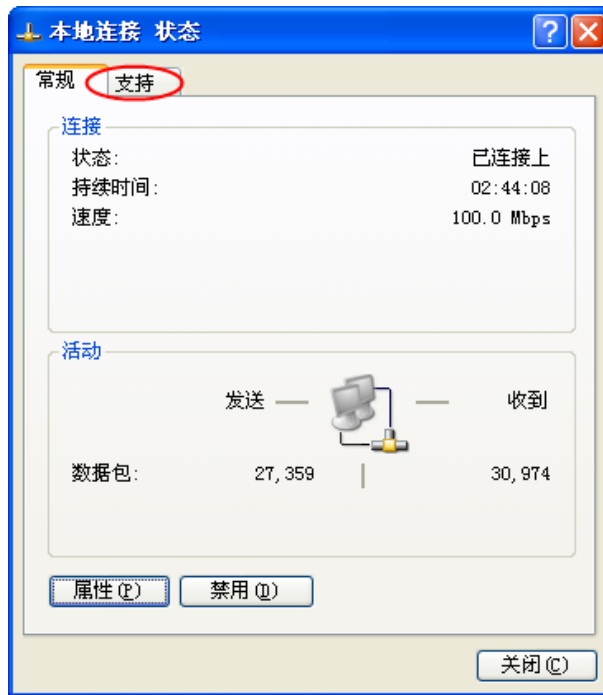 本地连接 状态
常规 支持
连接
状态: 已连接上
持续时间: 02:44:08
速度: 100.0 Mbps
活动
发送 — — 收到
数据包: 27,359 | 30,974
属性(P) 禁用(D)
关闭(C)